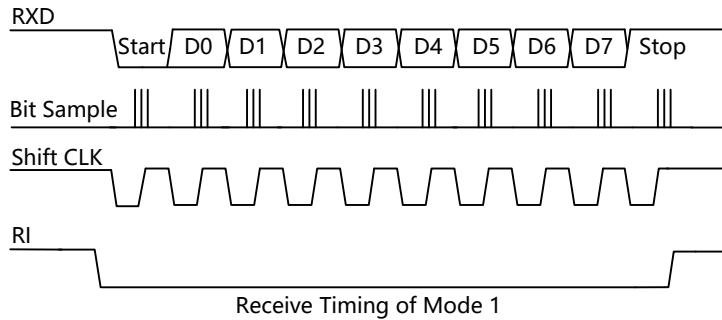 RXD
Start D0 D1 D2 D3 D4 D5 D6 D7 Stop
Bit Sample
Shift CLK
RI
Receive Timing of Mode 1